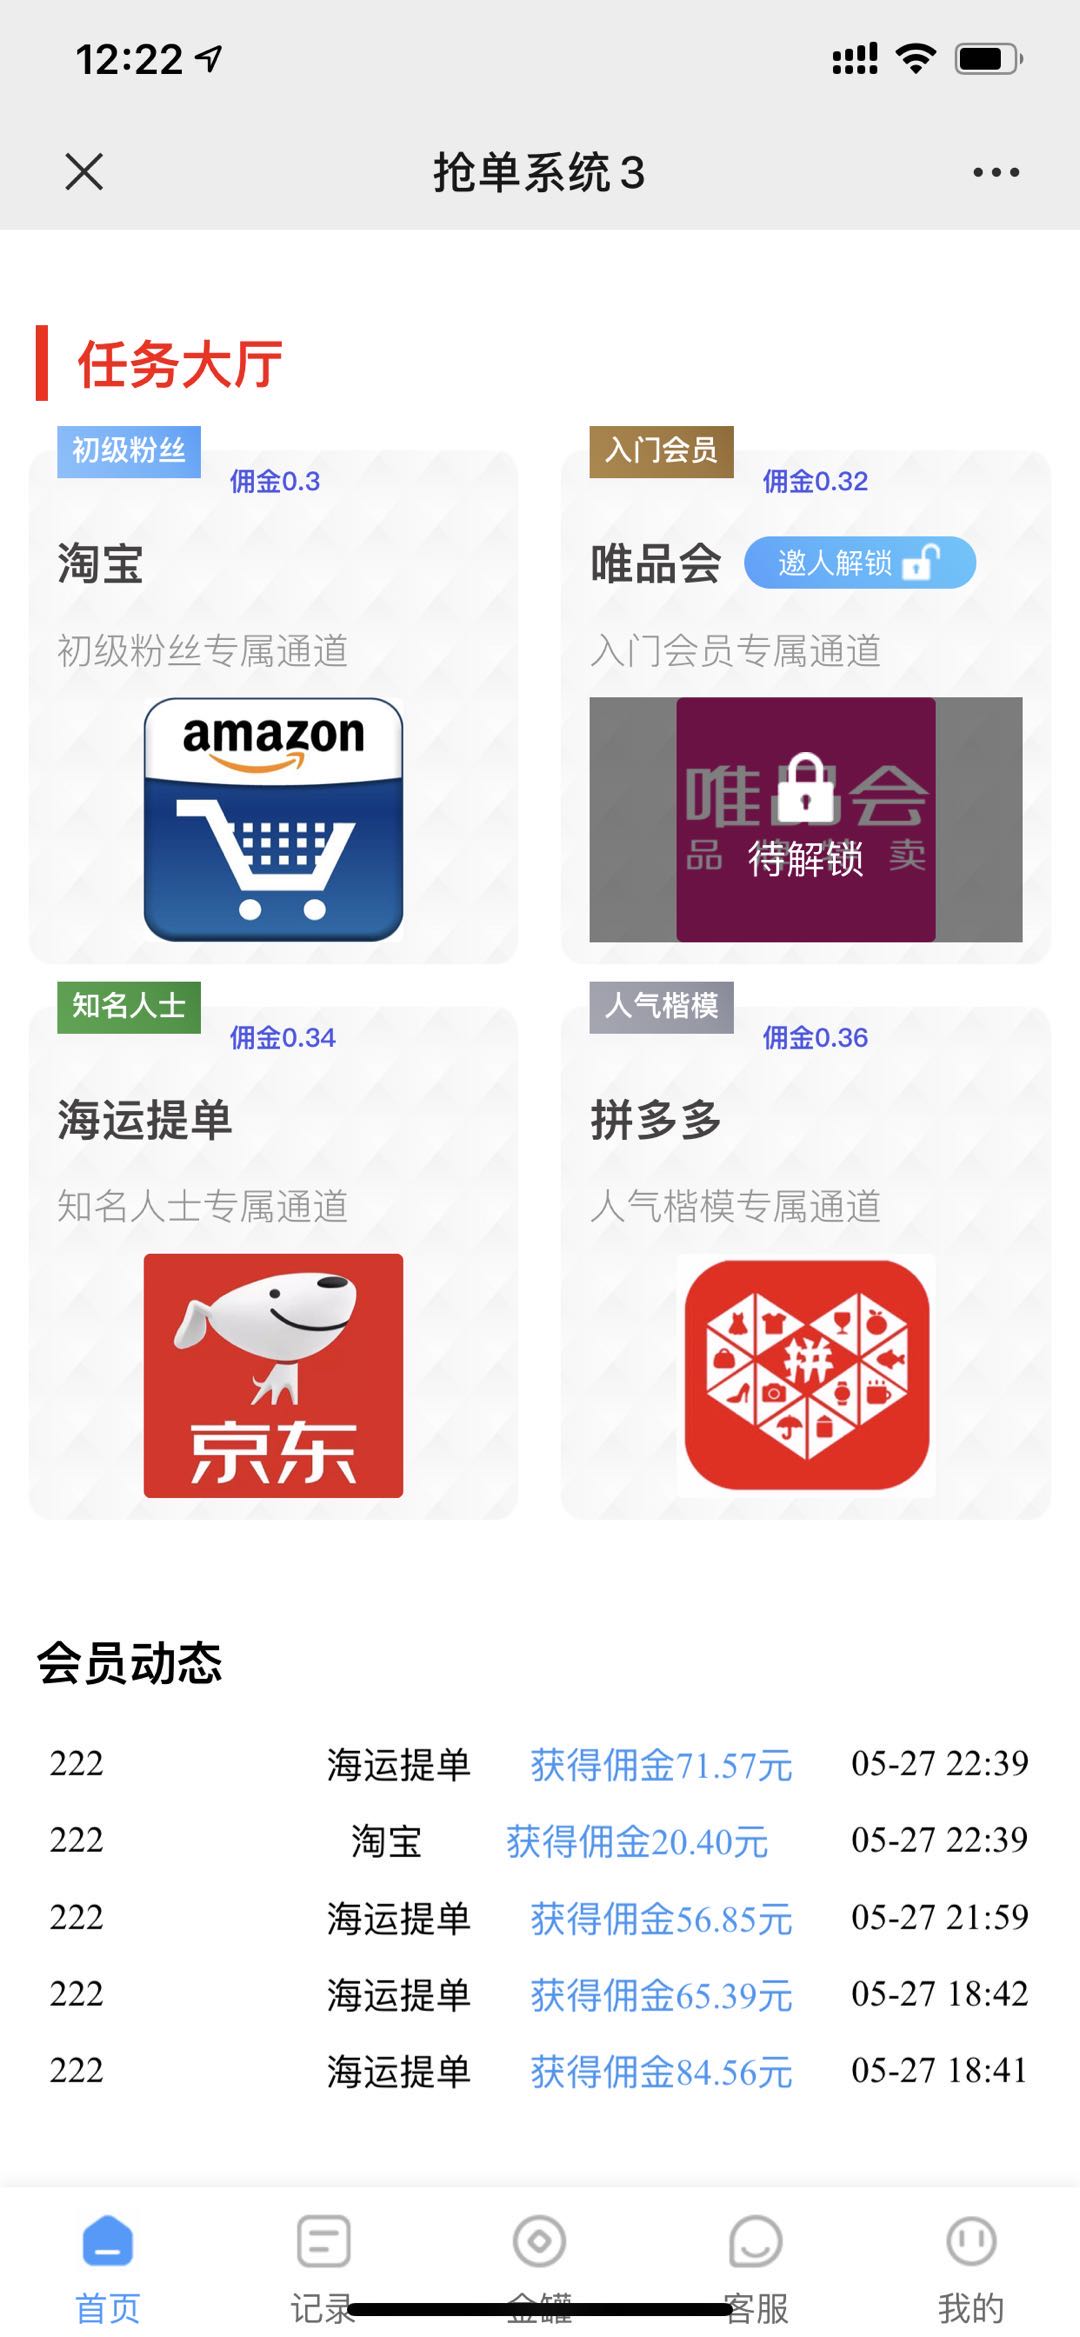 12:22
抢单系统3
任务大厅
初级粉丝
佣金0.3
淘宝
初级粉丝专属通道
amazon
入门会员
佣金0.32
唯品会
邀人解锁
入门会员专属通道
唯品会
品牌特卖
待解锁
知名人士
佣金0.34
海运提单
知名人士专属通道
京东
人气楷模
佣金0.36
拼多多
人气楷模专属通道
拼
会员动态
222 海运提单 获得佣金71.57元 05-27 22:39
222 淘宝 获得佣金20.40元 05-27 22:39
222 海运提单 获得佣金56.85元 05-27 21:59
222 海运提单 获得佣金65.39元 05-27 18:42
222 海运提单 获得佣金84.56元 05-27 18:41
首页 记录 金罐 客服 我的